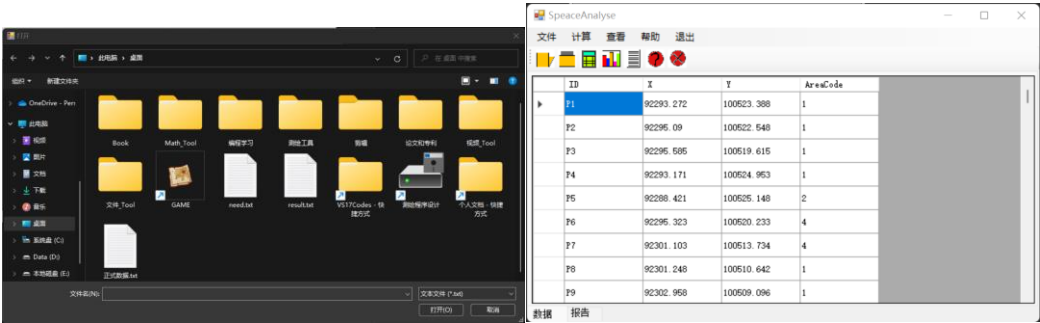 打开
此电脑 › 桌面
在 桌面 中搜索
组织 新建文件夹
OneDrive - Pers
此电脑
视频
图片
文档
下载
音乐
桌面
系统盘 (C:)
Data (D:)
本地磁盘 (E:)
Book Math_Tool 编程学习 测绘工具 剪辑 论文和专利 视频_Tool
文件_Tool GAME need.txt result.txt VS17Codes - 快捷方式 测绘程序设计 个人文档 - 快捷方式
正式数据.txt
文件名(N): 文本文件 (*.txt)
打开(O) 取消
SpeaceAnalyse
文件 计算 查看 帮助 退出
ID X Y AreaCode
P1 92293.272 100523.388 1
P2 92295.09 100522.548 1
P3 92295.585 100519.615 1
P4 92293.171 100524.953 1
P5 92288.421 100525.148 2
P6 92295.323 100520.233 4
P7 92301.103 100513.734 4
P8 92301.248 100510.642 1
P9 92302.958 100509.096 1
数据 报告